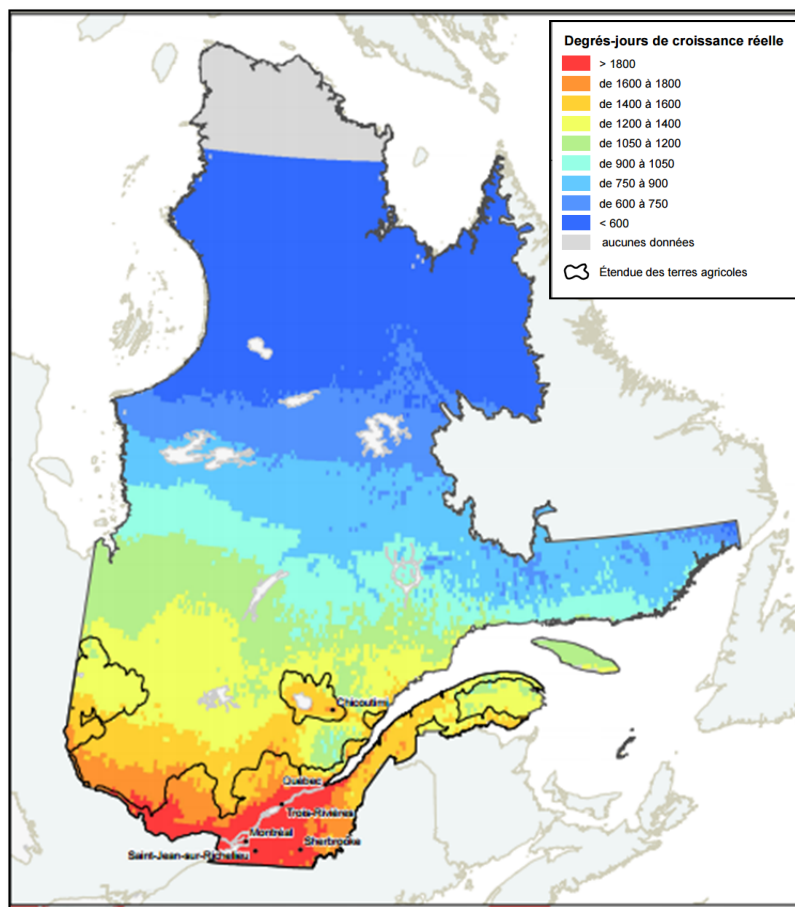 Degrés-jours de croissance réelle
> 1800
de 1600 à 1800
de 1400 à 1600
de 1200 à 1400
de 1050 à 1200
de 900 à 1050
de 750 à 900
de 600 à 750
< 600
aucunes données
Étendue des terres agricoles
Chicoutimi
Québec
Trois-Rivières
Montréal
Sherbrooke
Saint-Jean-sur-Richelieu